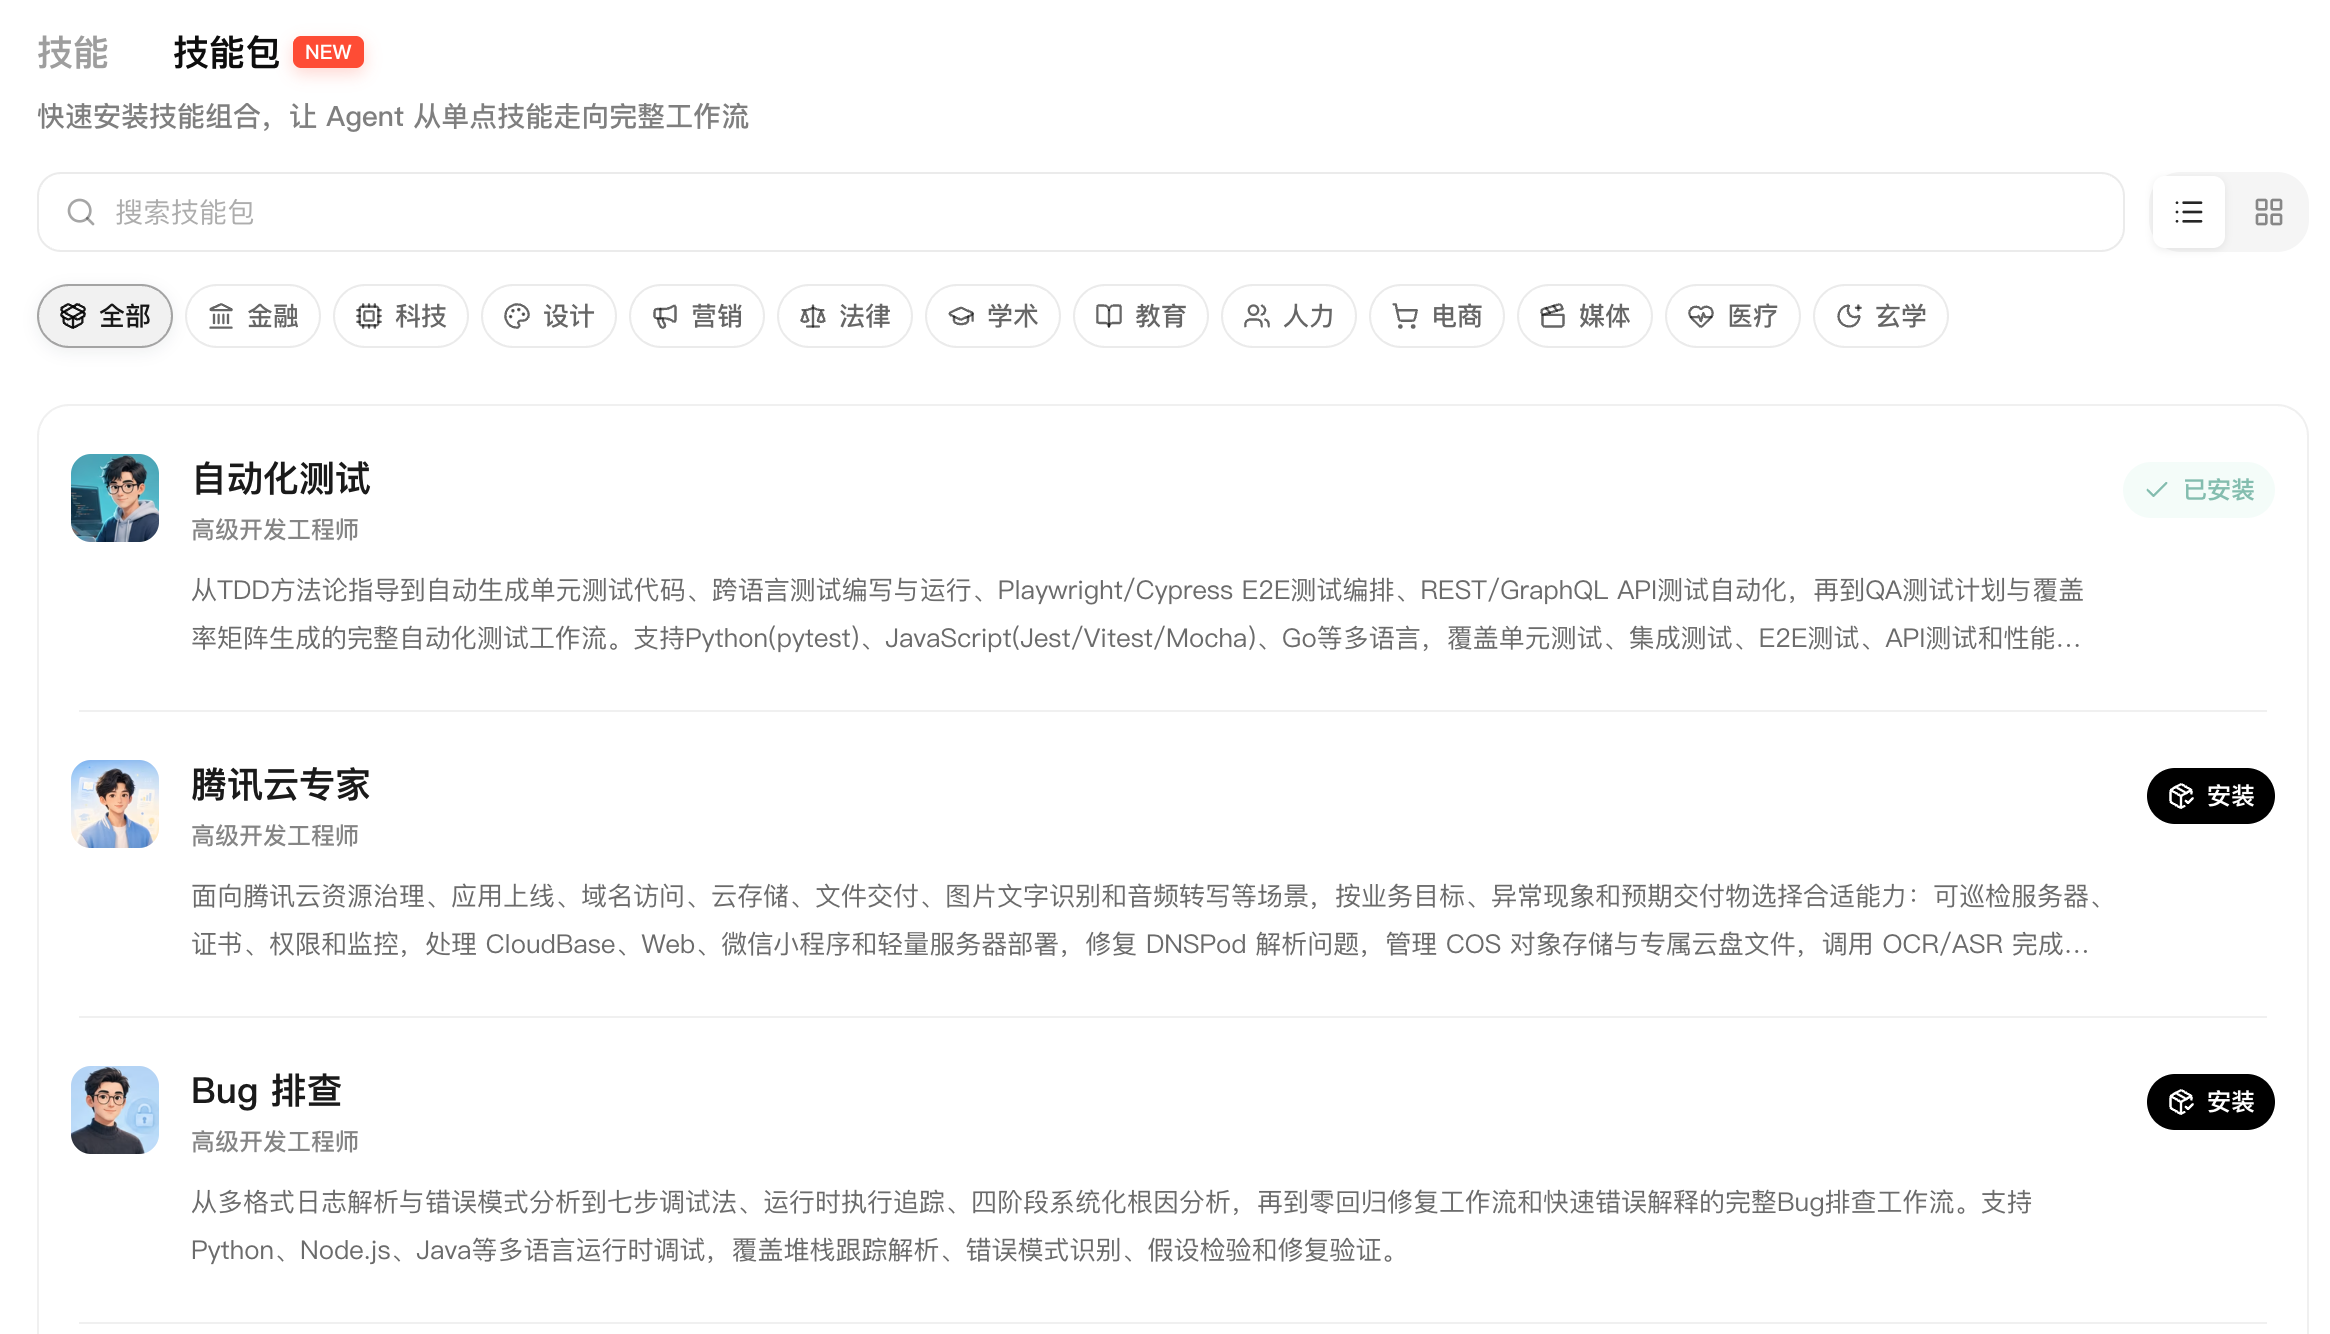 技能
技能包 NEW
快速安装技能组合，让 Agent 从单点技能走向完整工作流
搜索技能包
全部 金融 科技 设计 营销 法律 学术 教育 人力 电商 媒体 医疗 玄学
自动化测试
已安装
高级开发工程师
从TDD方法论指导到自动生成单元测试代码、跨语言测试编写与运行、Playwright/Cypress E2E测试编排、REST/GraphQL API测试自动化，再到QA测试计划与覆盖
率矩阵生成的完整自动化测试工作流。支持Python(pytest)、JavaScript(Jest/Vitest/Mocha)、Go等多语言，覆盖单元测试、集成测试、E2E测试、API测试和性能...
腾讯云专家
安装
高级开发工程师
面向腾讯云资源治理、应用上线、域名访问、云存储、文件交付、图片文字识别和音频转写等场景，按业务目标、异常现象和预期交付物选择合适能力：可巡检服务器、
证书、权限和监控，处理 CloudBase、Web、微信小程序和轻量服务器部署，修复 DNSPod 解析问题，管理 COS 对象存储与专属云盘文件，调用 OCR/ASR 完成...
Bug 排查
安装
高级开发工程师
从多格式日志解析与错误模式分析到七步调试法、运行时执行追踪、四阶段系统化根因分析，再到零回归修复工作流和快速错误解释的完整Bug排查工作流。支持
Python、Node.js、Java等多语言运行时调试，覆盖堆栈跟踪解析、错误模式识别、假设检验和修复验证。